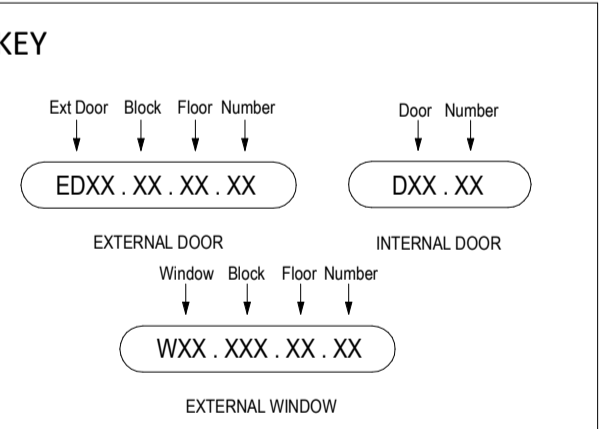 KEY
Ext Door Block Floor Number Door Number
EDXX . XX . XX . XX DXX . XX
EXTERNAL DOOR INTERNAL DOOR
Window Block Floor Number
WXX . XXX . XX . XX
EXTERNAL WINDOW